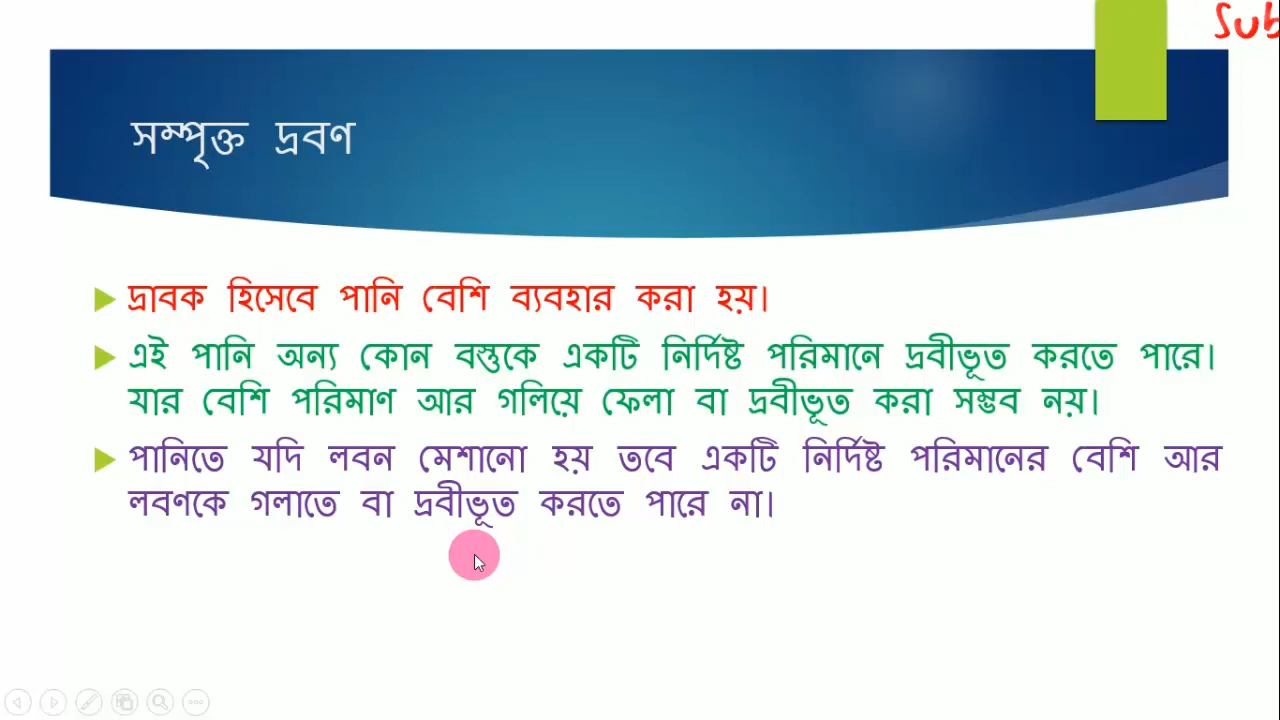 সম্পৃক্ত দ্রবণ
দ্রাবক হিসেবে পানি বেশি ব্যবহার করা হয়।
এই পানি অন্য কোন বস্তুকে একটি নির্দিষ্ট পরিমানে দ্রবীভূত করতে পারে।
যার বেশি পরিমাণ আর গলিয়ে ফেলা বা দ্রবীভূত করা সম্ভব নয়।
পানিতে যদি লবন মেশানো হয় তবে একটি নির্দিষ্ট পরিমানের বেশি আর
লবণকে গলাতে বা দ্রবীভূত করতে পারে না।